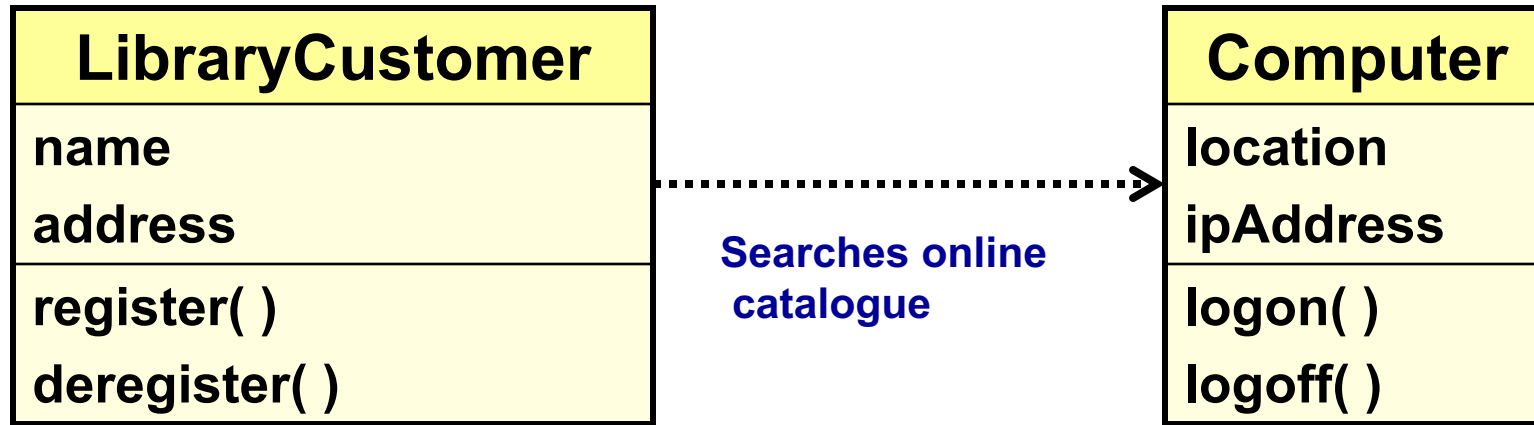 LibraryCustomer
name
address
register( )
deregister( )
Searches online
catalogue
Computer
location
ipAddress
logon( )
logoff( )